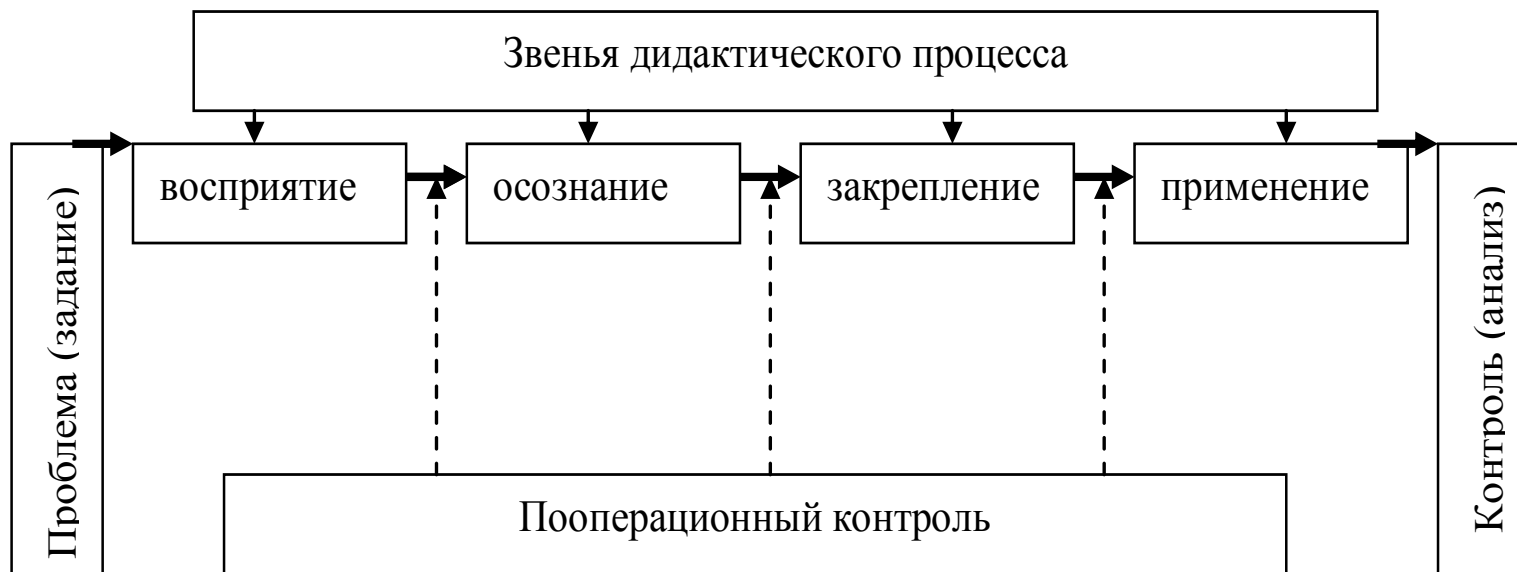 Звенья дидактического процесса
Проблема (задание)
восприятие
осознание
закрепление
применение
Контроль (анализ)
Пооперационный контроль